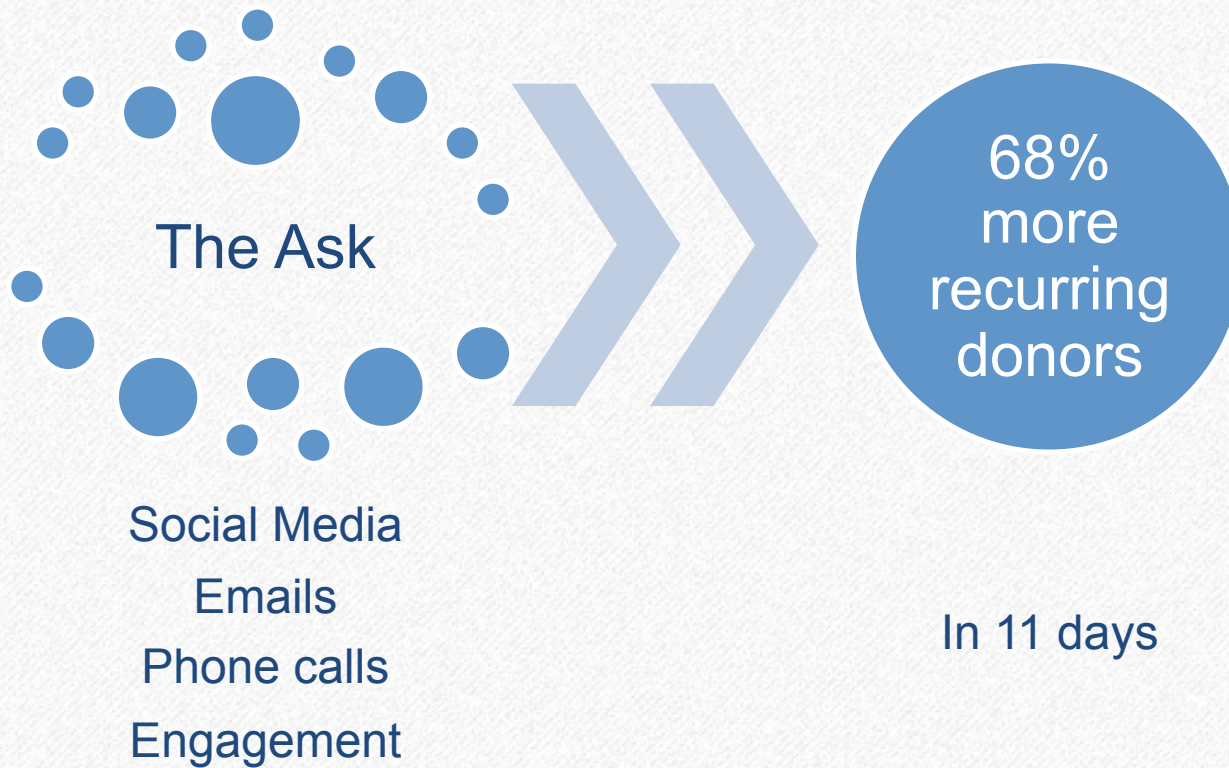 The Ask
Social Media
Emails
Phone calls
Engagement
68%
more
recurring
donors
In 11 days